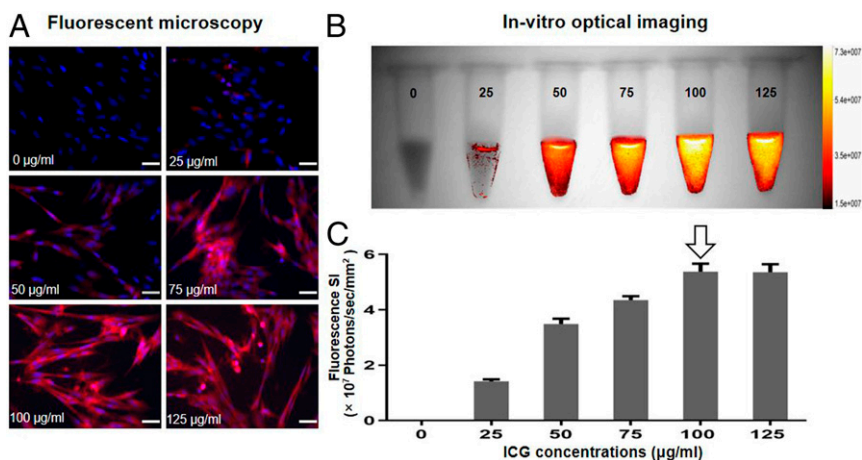 A
Fluorescent microscopy
0 µg/ml
25 µg/ml
50 µg/ml
75 µg/ml
100 µg/ml
125 µg/ml
B
In-vitro optical imaging
0 25 50 75 100 125
7.3e+007
5.4e+007
3.5e+007
1.5e+007
C
Fluorescence SI
(× 10⁷ Photons/sec/mm²)
6
4
2
0
0 25 50 75 100 125
ICG concentrations (µg/ml)